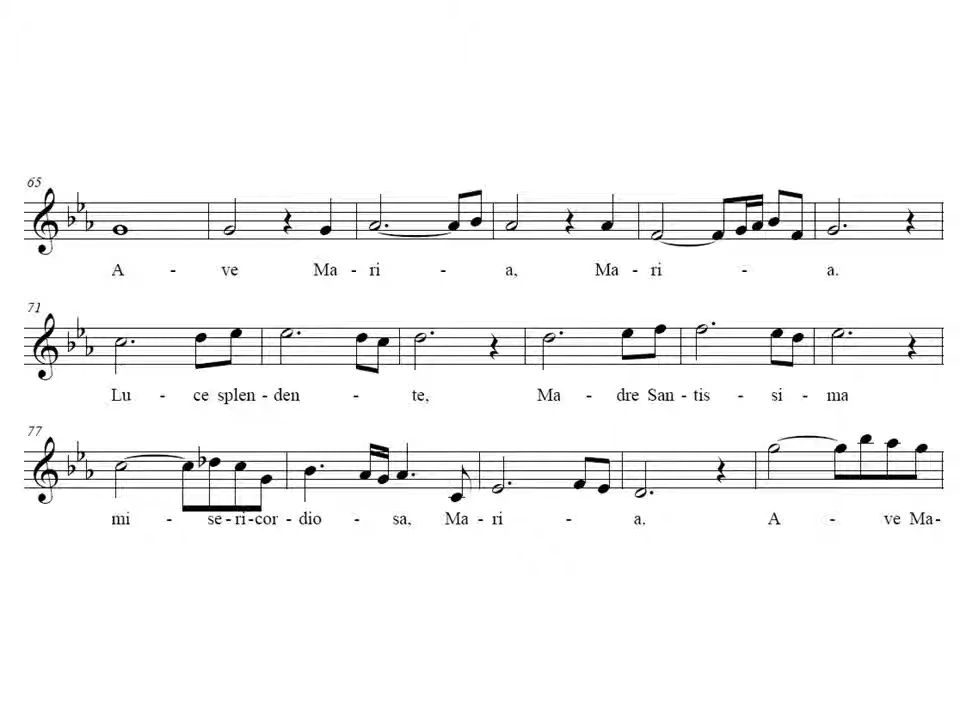 65
A - ve Ma - ri - a, Ma - ri - a.
71
Lu - ce splen - den - te, Ma - dre San - tis - si - ma
77
mi - se - ri - cor - dio - sa, Ma - ri - a. A - ve Ma -